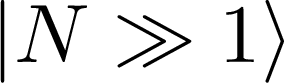 |N ≫ 1⟩